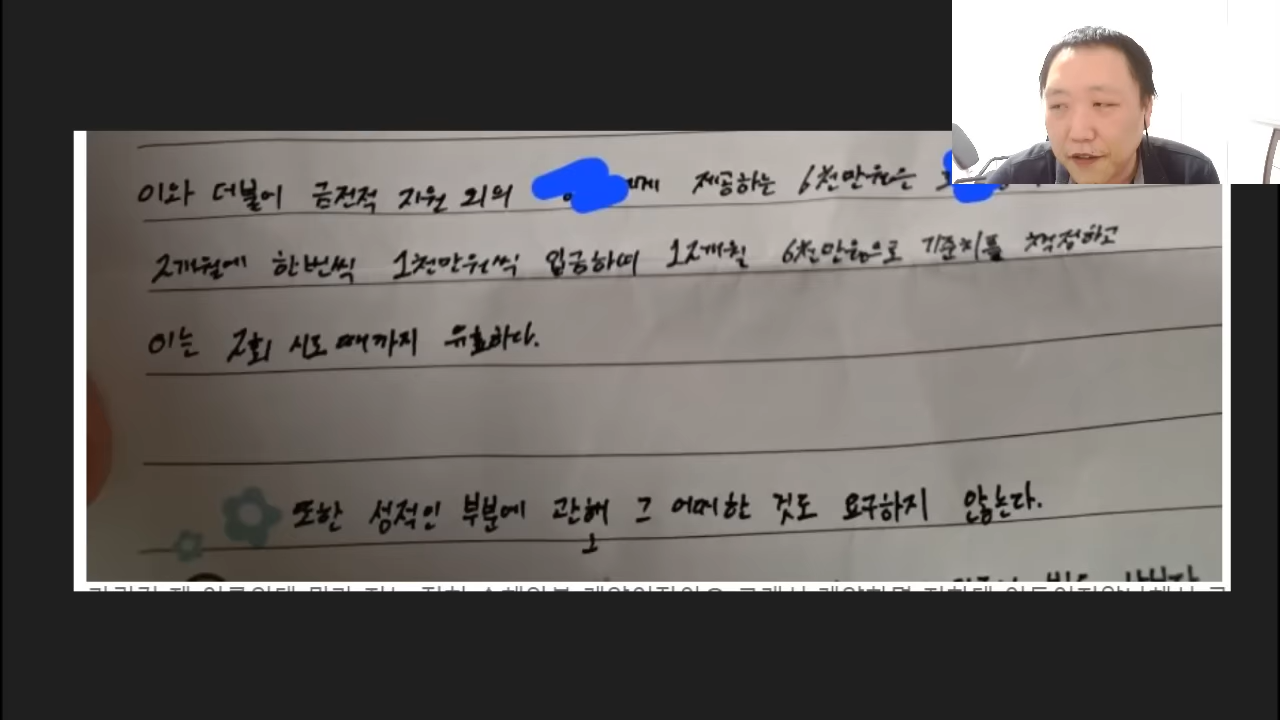 이와 더불어 금전적 지원 외의 에게 제공하는 6천만원은
2개월에 한번씩 1천만원씩 입금하며 12개월 6천만원으로 기준치를 책정하고
이는 2회 시도 때까지 유효하다.
또한 성적인 부분에 관해 그 어떠한 것도 요구하지 않는다.